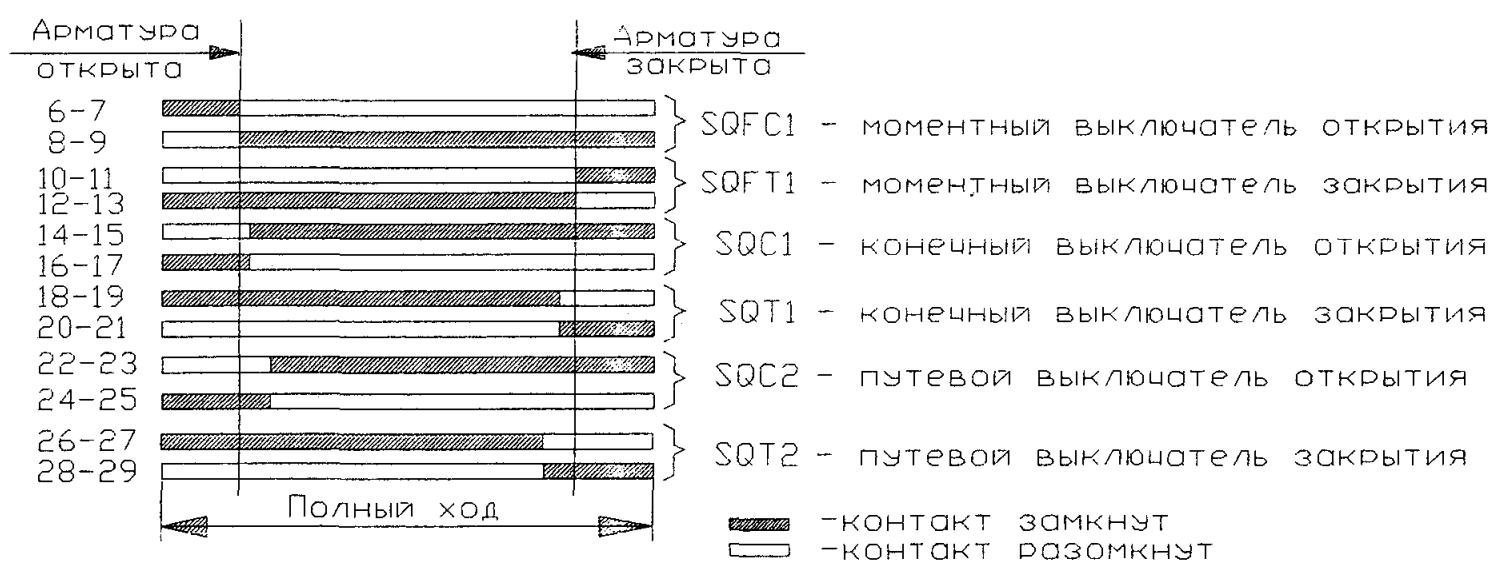 Арматура открыта
Арматура закрыта
6-7
8-9
SQFC1 - моментный выключатель открытия
10-11
12-13
SQFT1 - моментный выключатель закрытия
14-15
16-17
SQC1 - конечный выключатель открытия
18-19
20-21
SQT1 - конечный выключатель закрытия
22-23
24-25
SQC2 - путевой выключатель открытия
26-27
28-29
SQT2 - путевой выключатель закрытия
Полный ход
-контакт замкнут
-контакт разомкнут